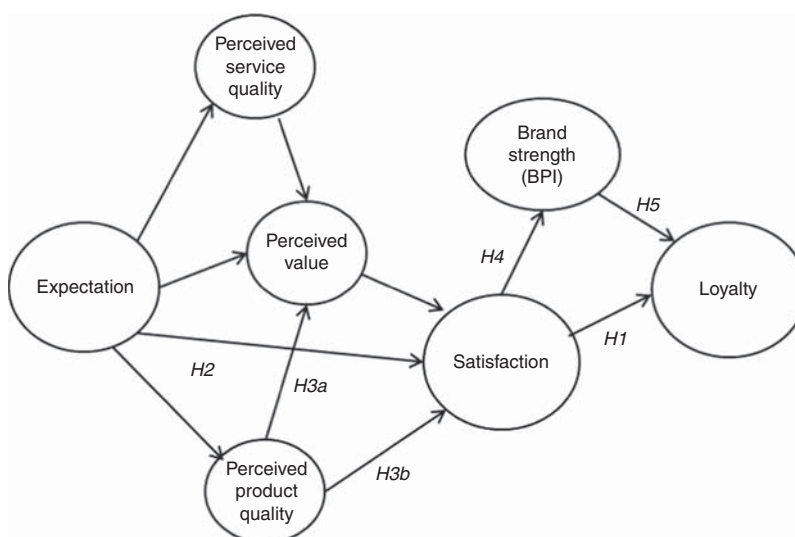 Perceived
service
quality
Brand
strength
(BPI)
H5
Perceived
value
H4
Expectation
Loyalty
H1
Satisfaction
H2
H3a
Perceived
product
quality
H3b